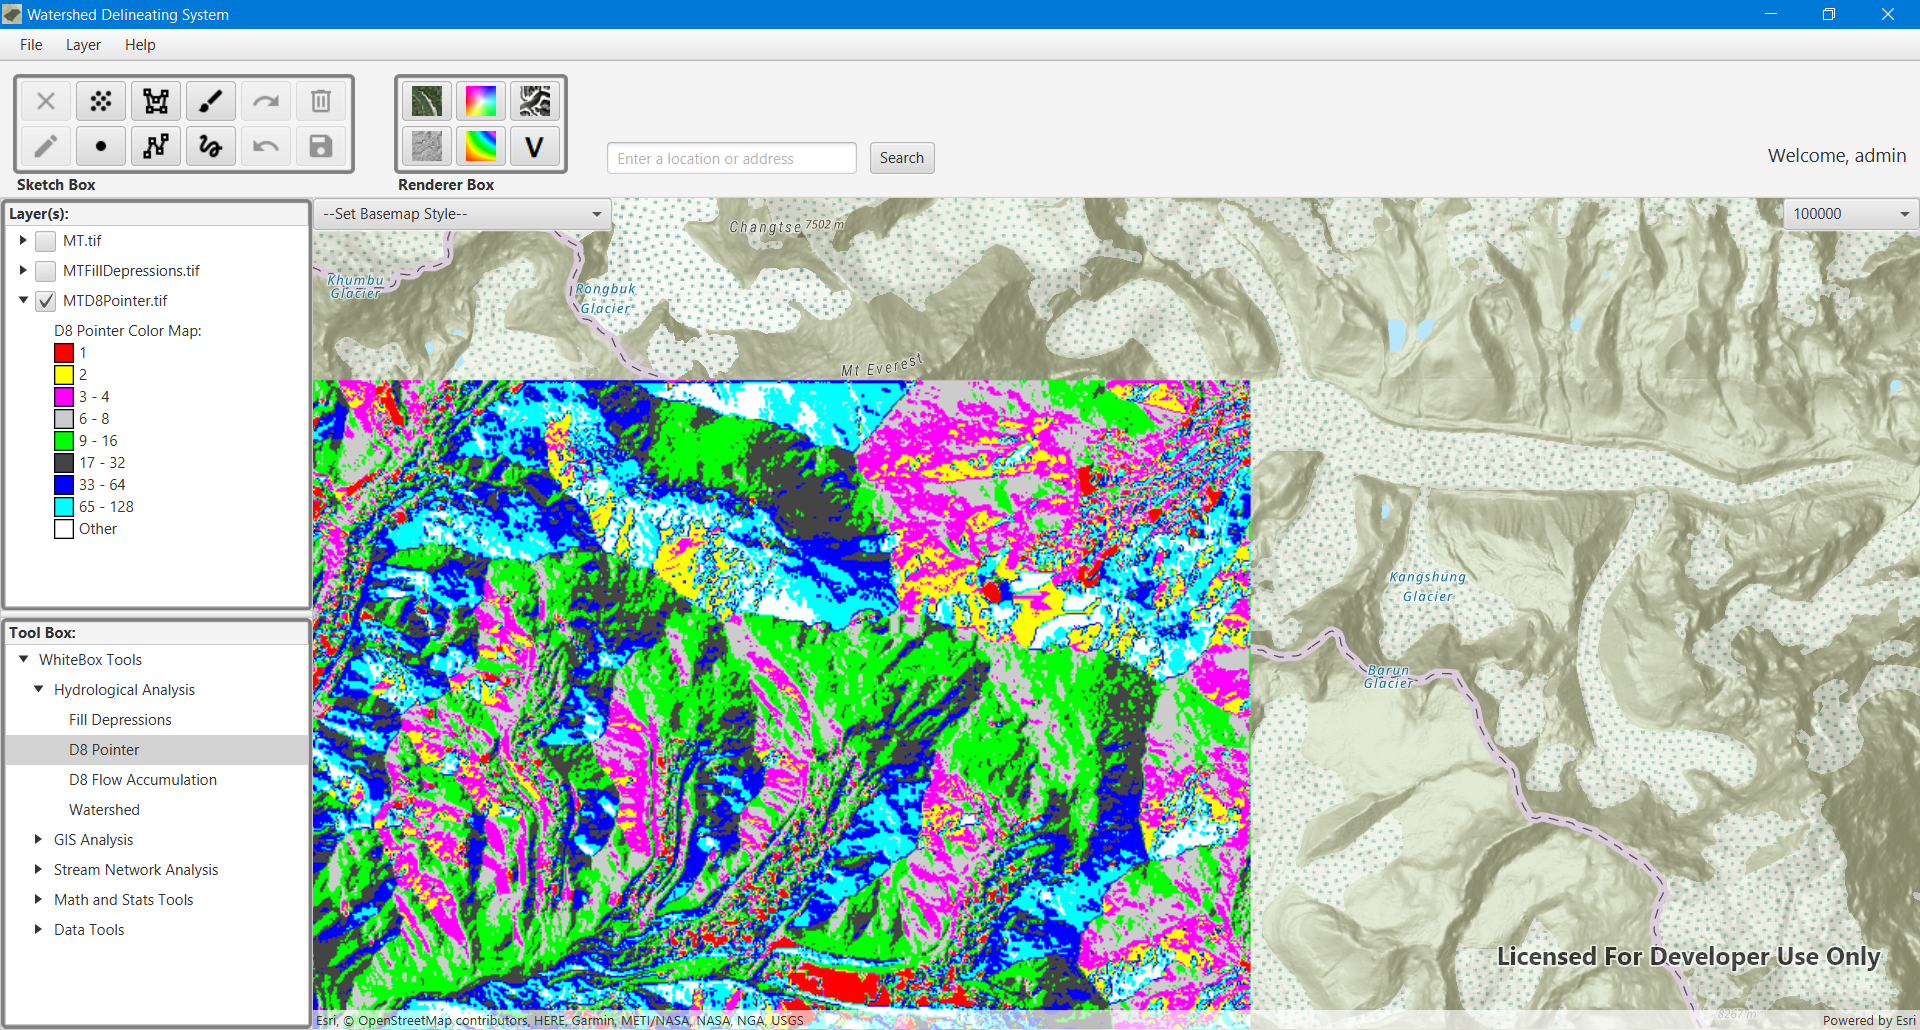 Watershed Delineating System
File Layer Help
Sketch Box
V
Renderer Box
Enter a location or address
Search
Welcome, admin
Layer(s):
MT.tif
MTFillDepressions.tif
MTD8Pointer.tif
D8 Pointer Color Map:
1
2
3 - 4
6 - 8
9 - 16
17 - 32
33 - 64
65 - 128
Other
Tool Box:
WhiteBox Tools
Hydrological Analysis
Fill Depressions
D8 Pointer
D8 Flow Accumulation
Watershed
GIS Analysis
Stream Network Analysis
Math and Stats Tools
Data Tools
--Set Basemap Style--
100000
Changtse 7502 m
Khumbu
Glacier
Rongbuk
Glacier
Mt Everest
Kangshung
Glacier
Barun
Glacier
Licensed For Developer Use Only
8267 m
Esri, © OpenStreetMap contributors, HERE, Garmin, METI/NASA, NASA, NGA, USGS
Powered by Esri